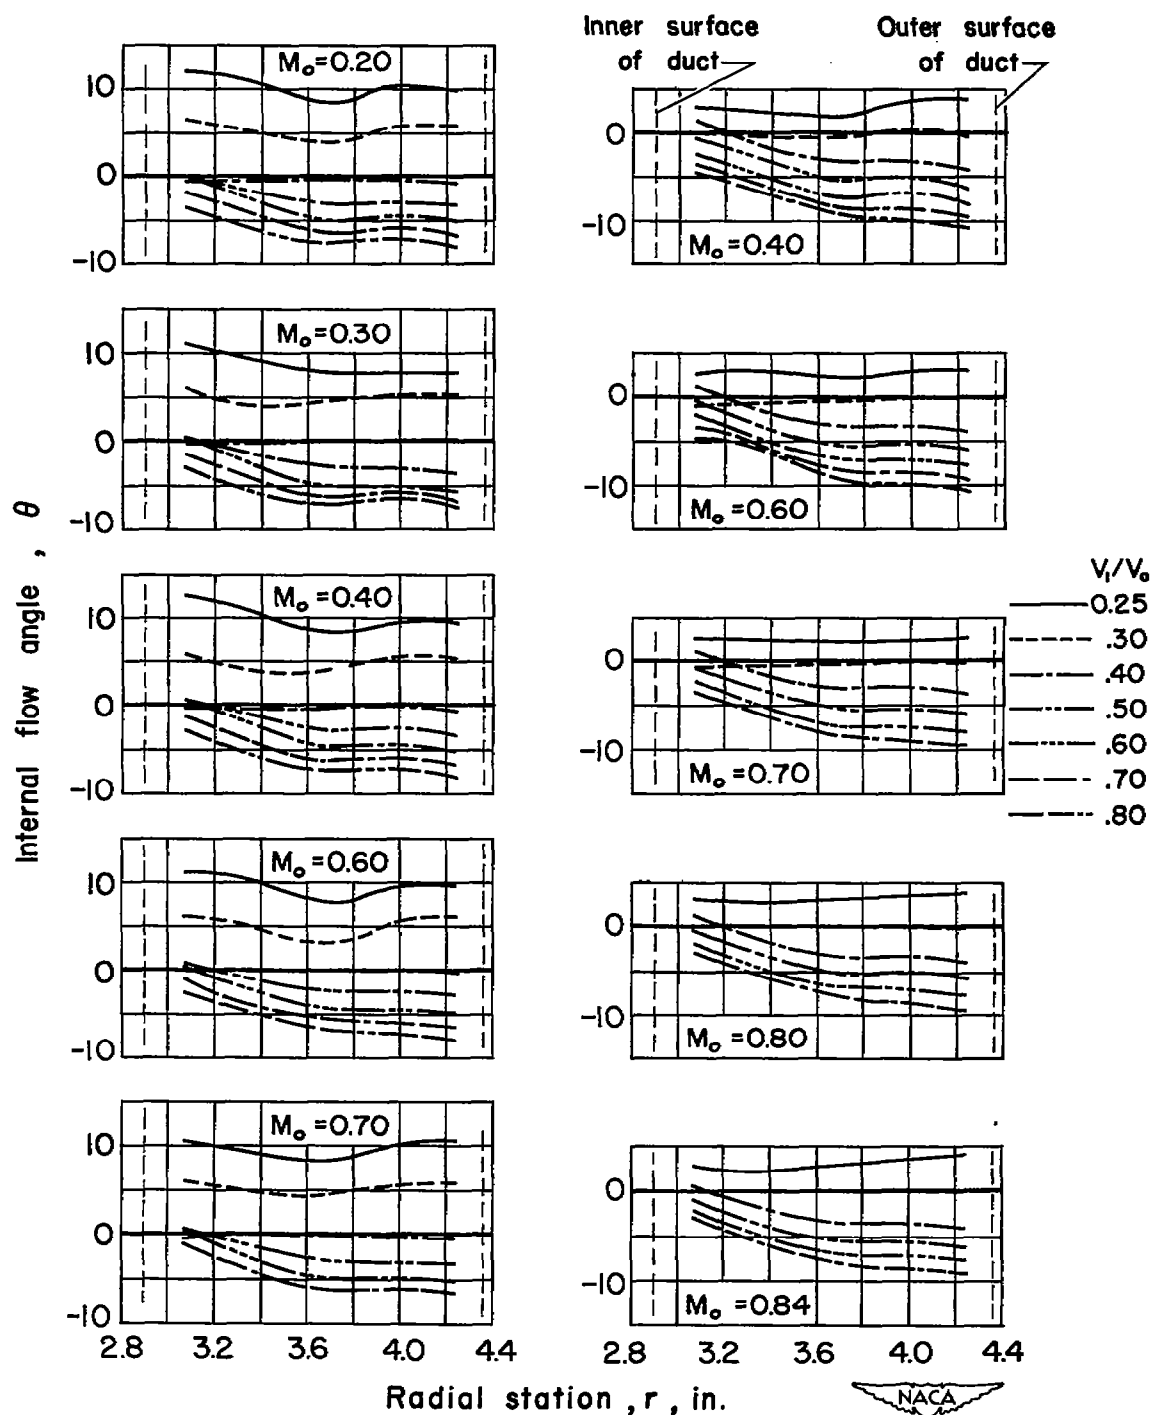 Inner surface of duct
Outer surface of duct
Internal flow angle , θ
M₀=0.20
10
0
-10
M₀=0.30
10
0
-10
M₀=0.40
10
0
-10
M₀=0.60
10
0
-10
M₀=0.70
10
0
-10
2.8 3.2 3.6 4.0 4.4
M₀=0.40
0
-10
M₀=0.60
0
-10
M₀=0.70
0
-10
M₀=0.80
0
-10
M₀=0.84
0
-10
2.8 3.2 3.6 4.0 4.4
V₁/V₀
0.25
.30
.40
.50
.60
.70
.80
Radial station , r , in.
NACA